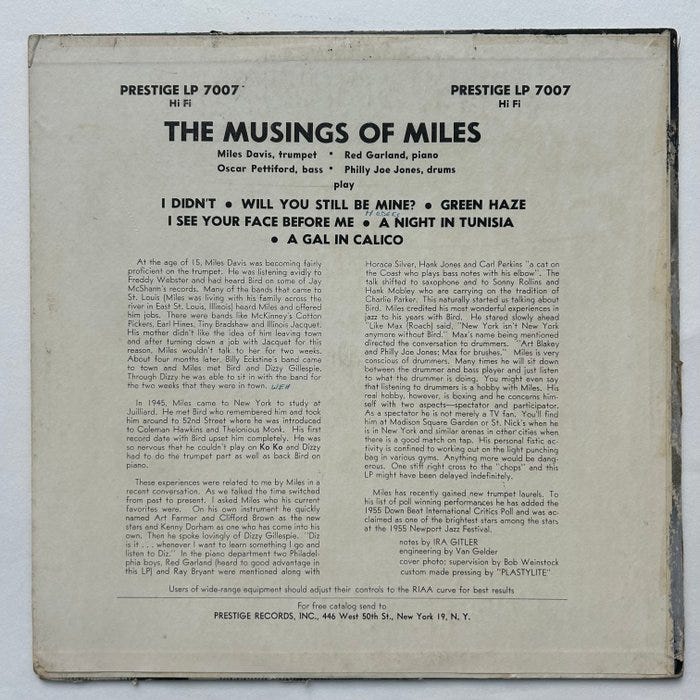 PRESTIGE LP 7007 PRESTIGE LP 7007
Hi Fi Hi Fi
THE MUSINGS OF MILES
Miles Davis, trumpet • Red Garland, piano
Oscar Pettiford, bass • Philly Joe Jones, drums
play
I DIDN'T • WILL YOU STILL BE MINE? • GREEN HAZE
I SEE YOUR FACE BEFORE ME • A NIGHT IN TUNISIA
• A GAL IN CALICO
At the age of 15, Miles Davis was becoming fairly
proficient on the trumpet. He was listening avidly to
Freddy Webster and had heard Bird on some of Jay
McShann's records. Many of the bands that came to
St. Louis (Miles was living with his family across the
river in East St. Louis, Illinois) heard Miles and offered
him jobs. There were bands like McKinney's Cotton
Pickers, Earl Hines, Tiny Bradshaw and Illinois Jacquet.
His mother didn't like the idea of him leaving town
and after turning down a job with Jacquet for this
reason, Miles wouldn't talk to her for two weeks.
About four months later, Billy Eckstine's band came
to town and Miles met Bird and Dizzy Gillespie.
Through Dizzy he was able to sit in with the band for
the two weeks that they were in town.
In 1945, Miles came to New York to study at
Juilliard. He met Bird who remembered him and took
him around to 52nd Street where he was introduced
to Coleman Hawkins and Thelonious Monk. His first
record date with Bird upset him completely. He was
so nervous that he couldn't play on Ko Ko and Dizzy
had to do the trumpet part as well as back Bird on
piano.
These experiences were related to me by Miles in a
recent conversation. As we talked the time switched
from past to present. I asked Miles who his current
favorites were. On his own instrument he quickly
named Art Farmer and Clifford Brown as the new
stars and Kenny Dorham as one who has come into his
own. Then he spoke lovingly of Dizzy Gillespie. "Diz
is it . . . whenever I want to learn something I go and
listen to Diz." In the piano department two Philadel-
phia boys, Red Garland (heard to good advantage in
this LP) and Ray Bryant were mentioned along with
Horace Silver, Hank Jones and Carl Perkins "a cat on
the Coast who plays bass notes with his elbow". The
talk shifted to saxophone and to Sonny Rollins and
Hank Mobley who are carrying on the tradition of
Charlie Parker. This naturally started us talking about
Bird. Miles credited his most wonderful experiences in
jazz to his years with Bird. He stared slowly ahead
"Like Max (Roach) said, "New York isn't New York
anymore without Bird." Max's name being mentioned
directed the conversation to drummers. "Art Blakey
and Philly Joe Jones; Max for brushes." Miles is very
conscious of drummers. Many times he will sit down
between the drummer and bass player and just listen
to what the drummer is doing. You might even say
that listening to drummers is a hobby with Miles. His
real hobby, however, is boxing and he concerns him-
self with two aspects—spectator and participator.
As a spectator he is not merely a TV fan. You'll find
him at Madison Square Garden or St. Nick's when he
is in New York and similar arenas in other cities when
there is a good match on tap. His personal fistic ac-
tivity is confined to working out on the light punching
bag in various gyms. Anything more would be dang-
erous. One stiff right cross to the "chops" and this
LP might have been delayed indefinitely.
Miles has recently gained new trumpet laurels. To
his list of poll winning performances he has added the
1955 Down Beat International Critics Poll and was ac-
claimed as one of the brightest stars among the stars
at the 1955 Newport Jazz Festival.
notes by IRA GITLER
engineering by Van Gelder
cover photo; supervision by Bob Weinstock
custom made pressing by "PLASTYLITE"
Users of wide-range equipment should adjust their controls to the RIAA curve for best results
For free catalog send to
PRESTIGE RECORDS, INC., 446 West 50th St., New York 19, N. Y.